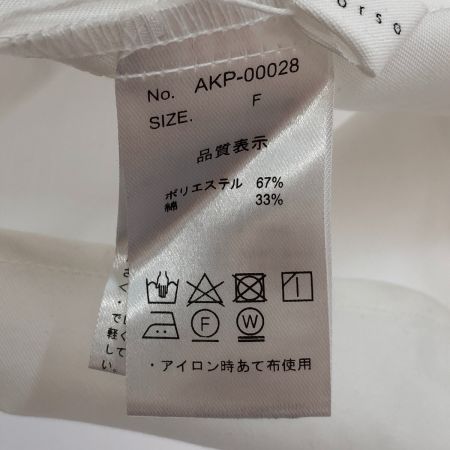 orso
No. AKP-00028
SIZE. F
品質表示
ポリエステル 67%
綿 33%
F
W
・アイロン時あて布使用